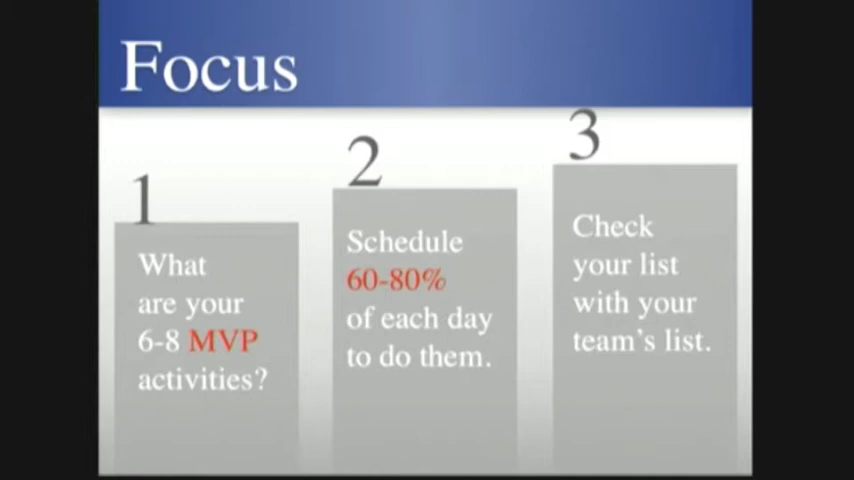 Focus
1
What
are your
6-8 MVP
activities?
2
Schedule
60-80%
of each day
to do them.
3
Check
your list
with your
team's list.